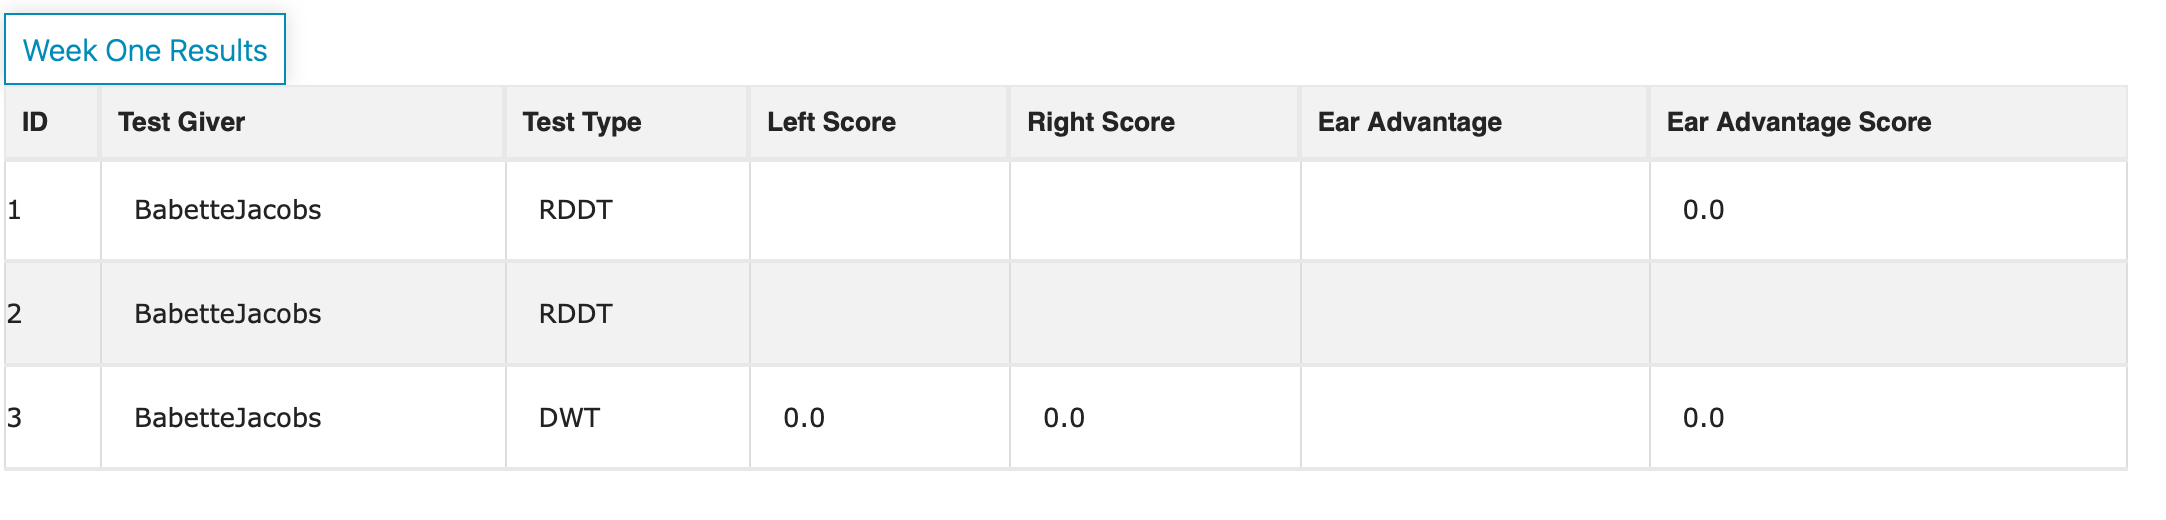 Week One Results
ID Test Giver Test Type Left Score Right Score Ear Advantage Ear Advantage Score
1 BabetteJacobs RDDT 0.0
2 BabetteJacobs RDDT
3 BabetteJacobs DWT 0.0 0.0 0.0